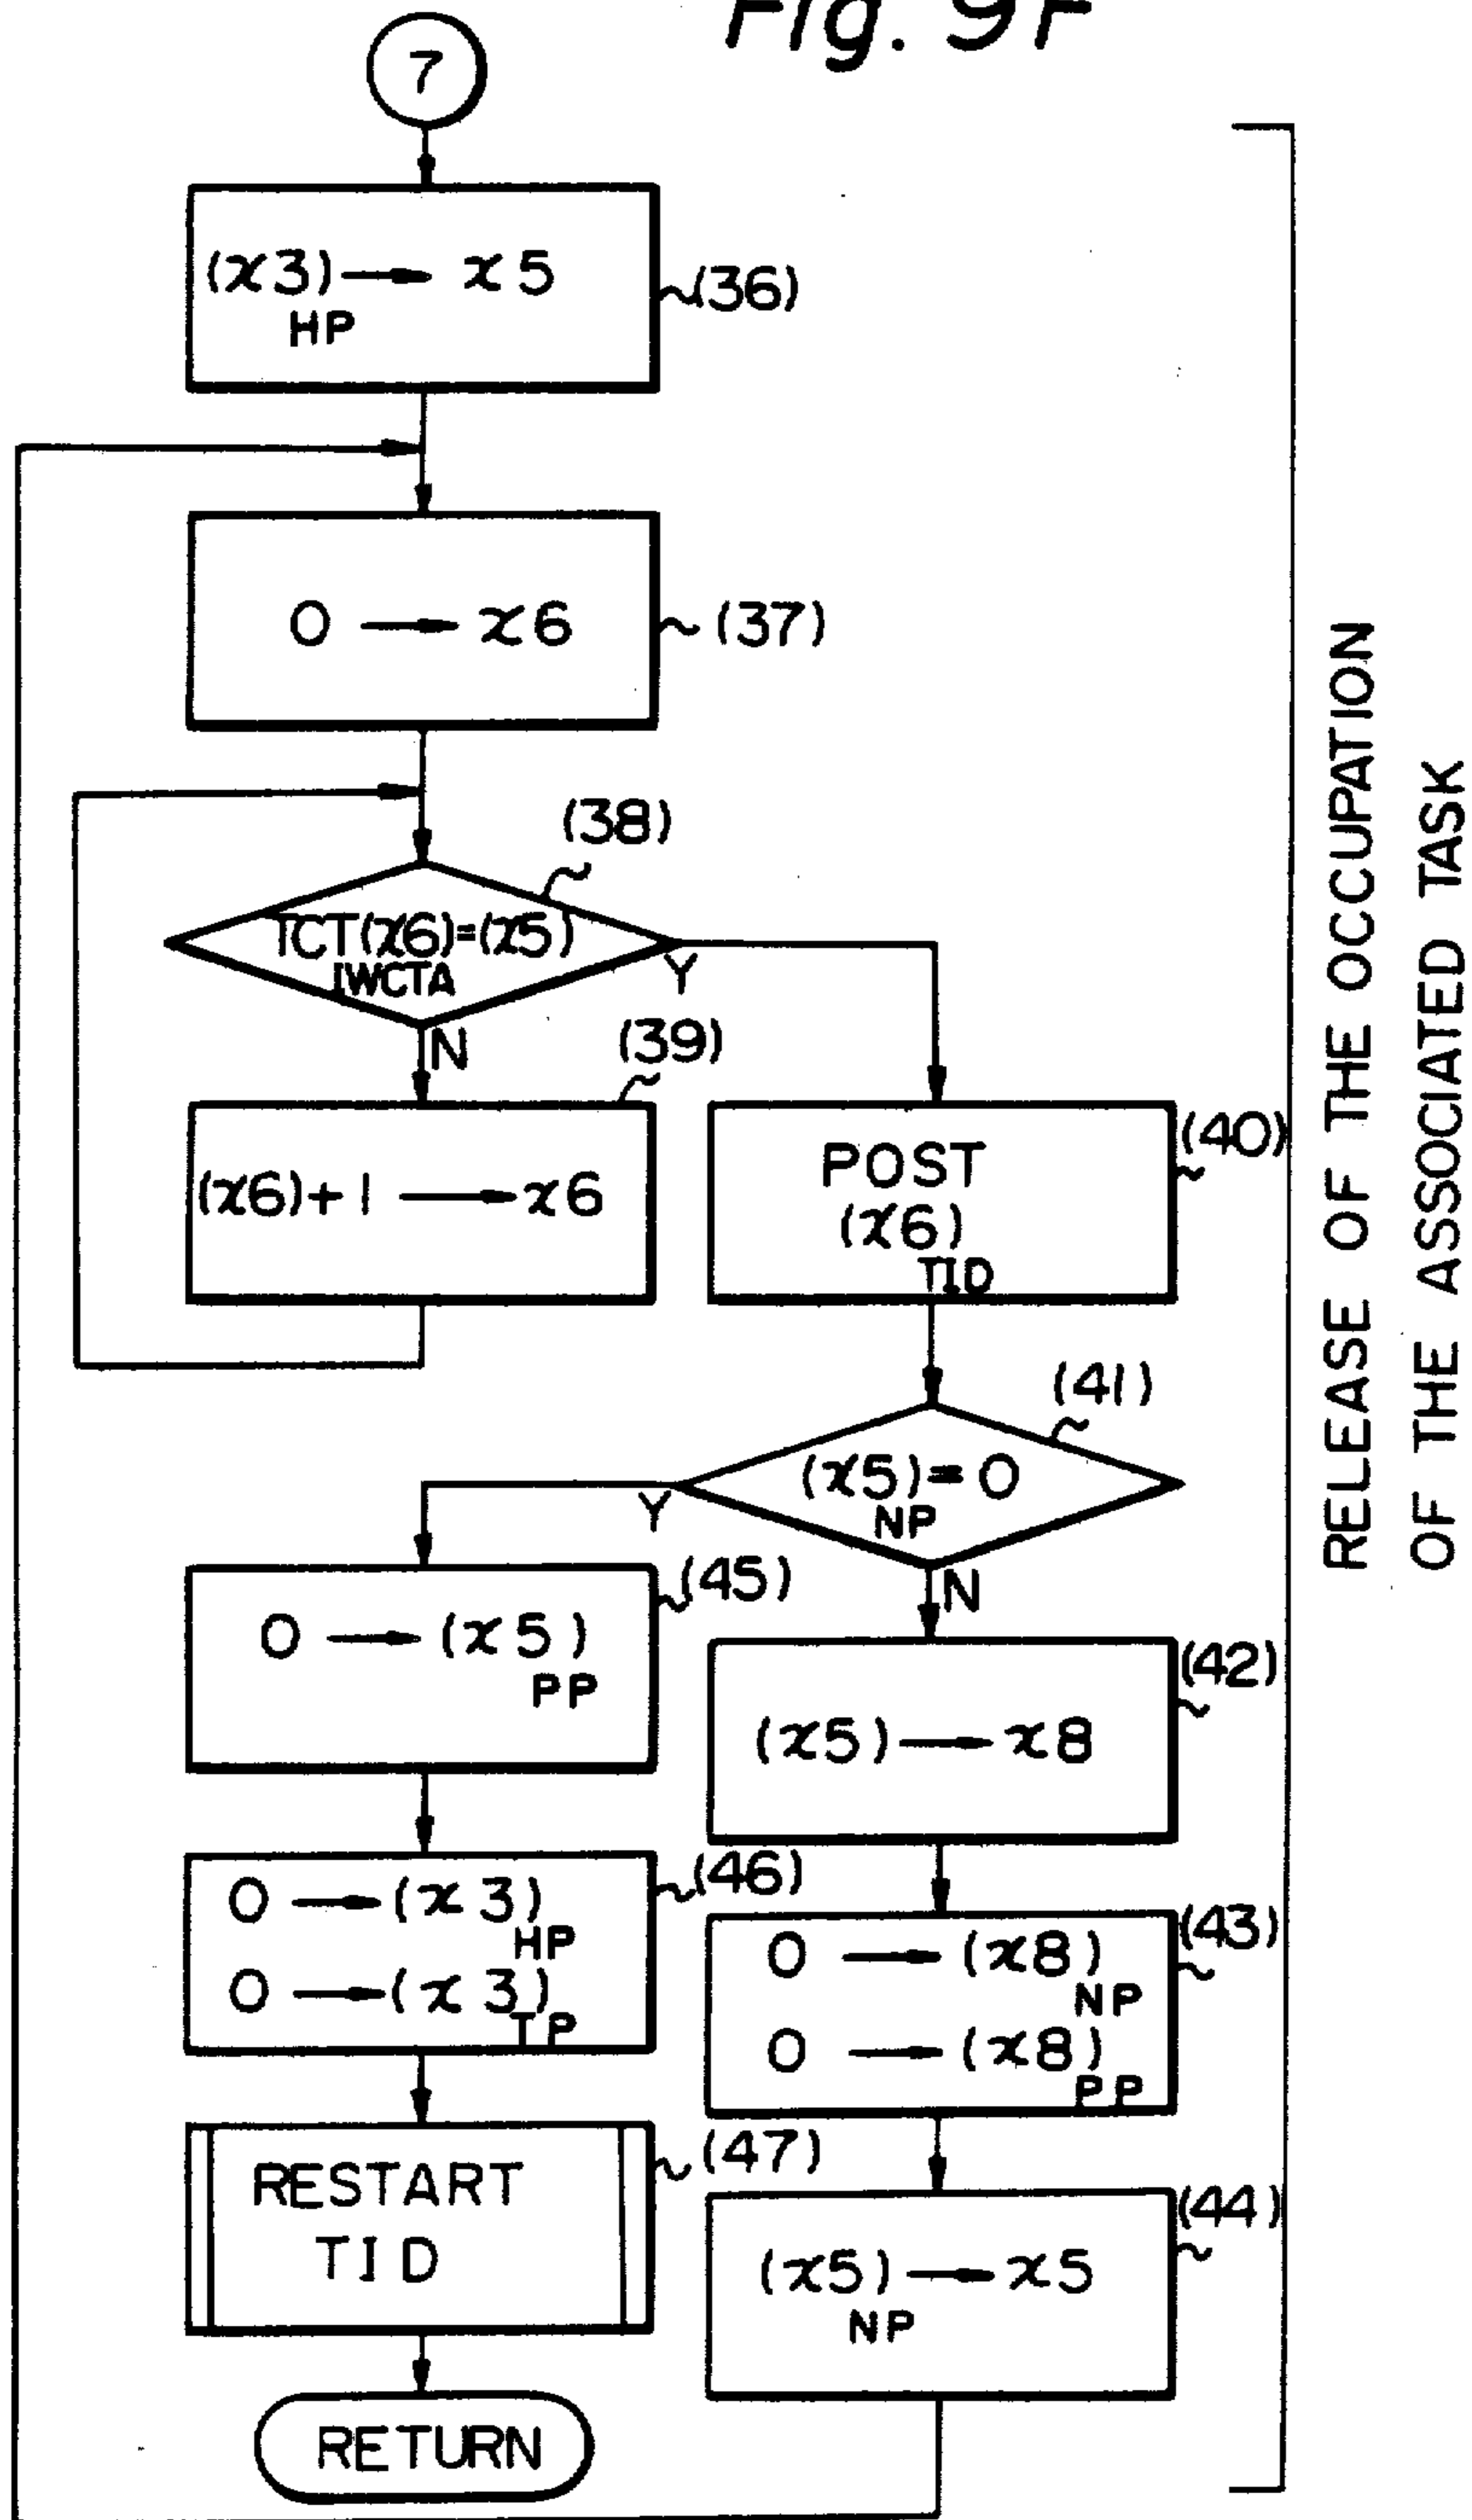 Fig. 9F
7
(x3) → x5
HP
(36)
0 → x6
(37)
(38)
TCT(x6)=(x5)
IWCTA
Y
N
(39)
(x6)+1 → x6
(40)
POST
(x6)
TID
(41)
(x5)=0
NP
Y
N
(45)
0 → (x5)
PP
(42)
(x5) → x8
(46)
0 → (x3)
HP
0 → (x3)
TP
(43)
0 → (x8)
NP
0 → (x8)
PP
(47)
RESTART
TID
(44)
(x5) → x5
NP
RETURN
RELEASE OF THE OCCUPATION
OF THE ASSOCIATED TASK